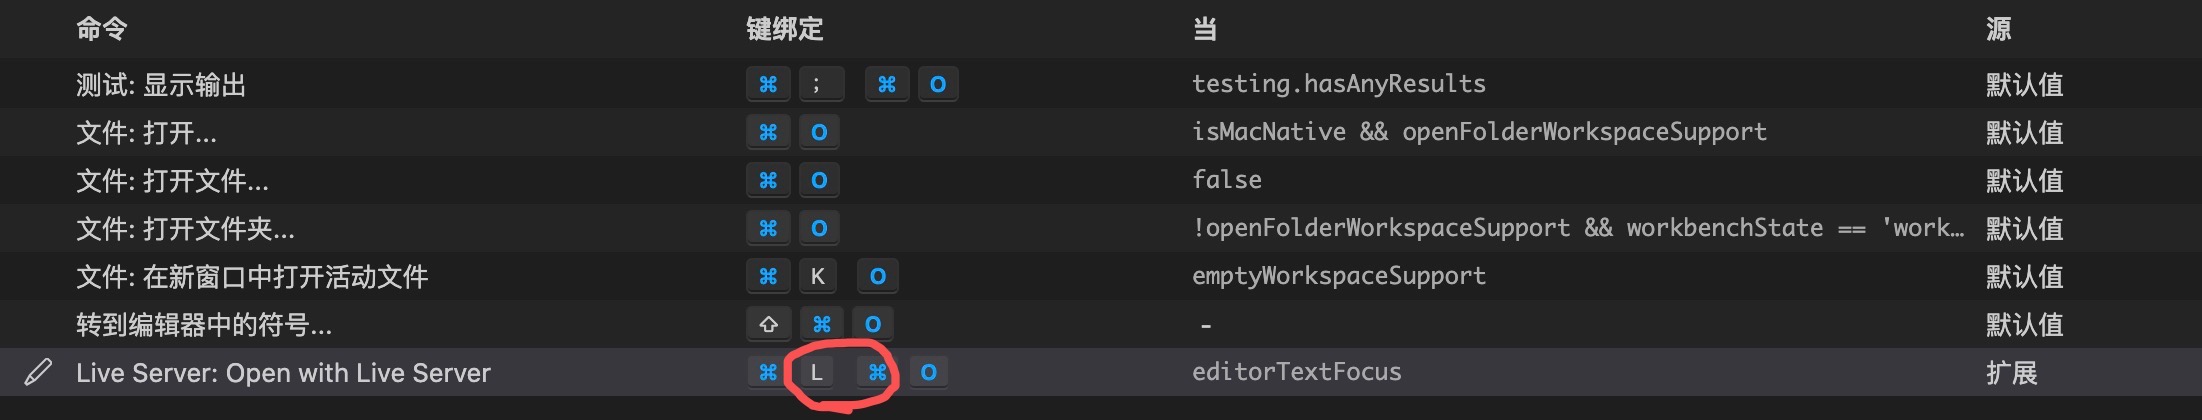 命令 键绑定 当 源
测试: 显示输出 ⌘ ; ⌘ O testing.hasAnyResults 默认值
文件: 打开... ⌘ O isMacNative && openFolderWorkspaceSupport 默认值
文件: 打开文件... ⌘ O false 默认值
文件: 打开文件夹... ⌘ O !openFolderWorkspaceSupport && workbenchState == 'work… 默认值
文件: 在新窗口中打开活动文件 ⌘ K O emptyWorkspaceSupport 默认值
转到编辑器中的符号... ⇧ ⌘ O - 默认值
Live Server: Open with Live Server ⌘ L ⌘ O editorTextFocus 扩展